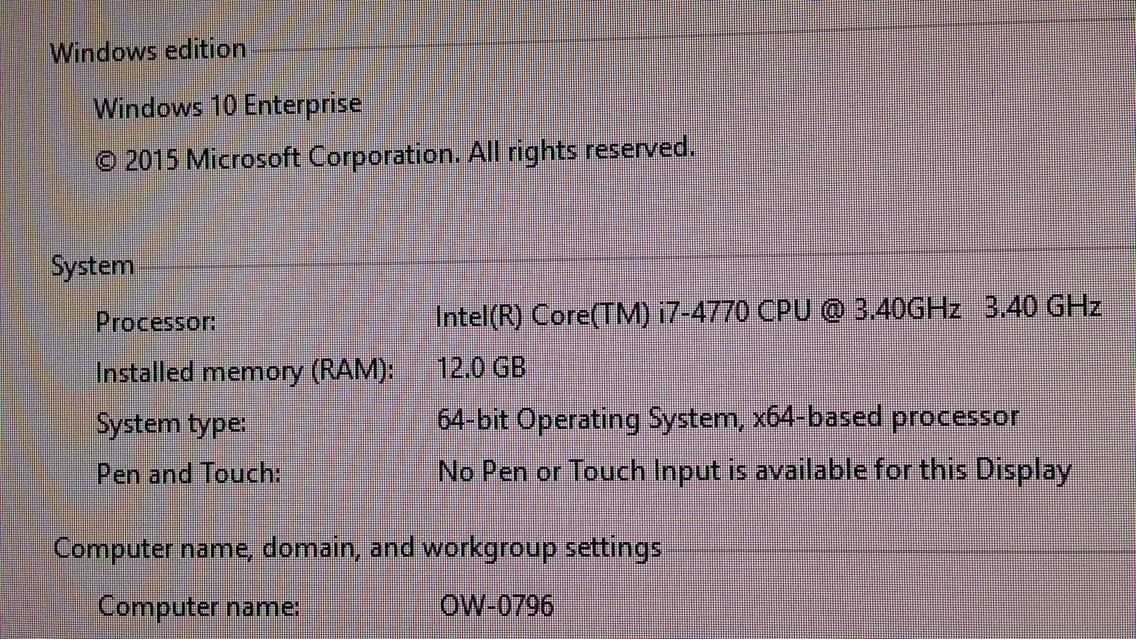 Windows edition
Windows 10 Enterprise
© 2015 Microsoft Corporation. All rights reserved.
System
Processor: Intel(R) Core(TM) i7-4770 CPU @ 3.40GHz 3.40 GHz
Installed memory (RAM): 12.0 GB
System type: 64-bit Operating System, x64-based processor
Pen and Touch: No Pen or Touch Input is available for this Display
Computer name, domain, and workgroup settings
Computer name: OW-0796